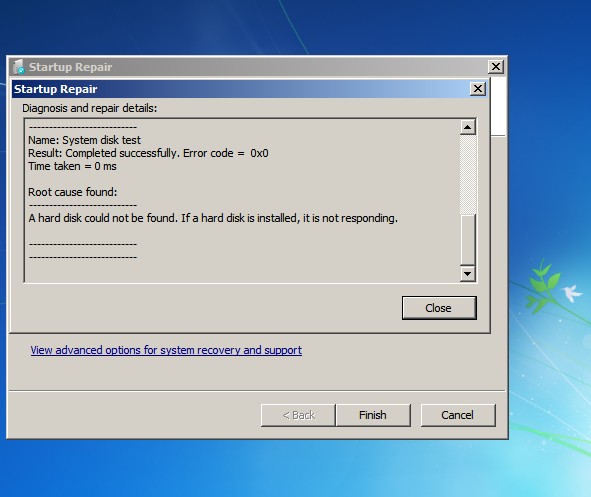 Startup Repair
Startup Repair
Diagnosis and repair details:
---------------------------
Name: System disk test
Result: Completed successfully. Error code =  0x0
Time taken = 0 ms
Root cause found:
---------------------------
A hard disk could not be found. If a hard disk is installed, it is not responding.
---------------------------
---------------------------
Close
View advanced options for system recovery and support
< Back
Finish
Cancel